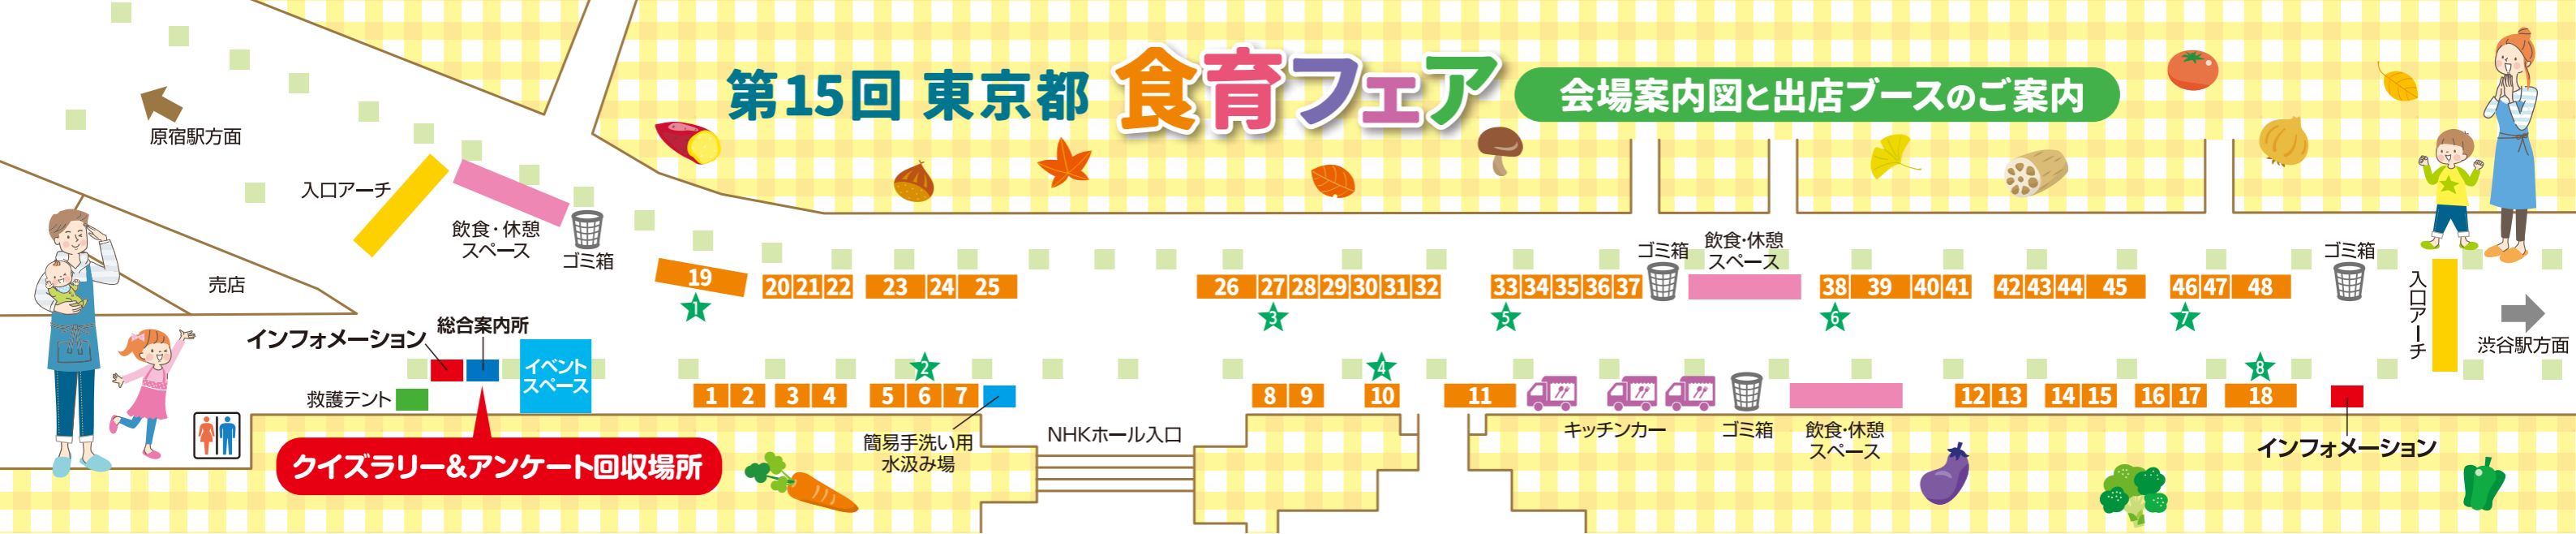 第15回 東京都 食育フェア
会場案内図と出店ブースのご案内
原宿駅方面
入口アーチ
飲食・休憩
スペース
ゴミ箱
売店
インフォメーション
総合案内所
イベント
スペース
救護テント
クイズラリー&アンケート回収場所
19
1
20 21 22
23 24 25
26 27 28 29 30 31 32
3
33 34 35 36 37
5
ゴミ箱
飲食・休憩
スペース
38 39 40 41
6
42 43 44 45
46 47 48
7
ゴミ箱
入口アーチ
渋谷駅方面
1 2
3 4
2
5 6 7
簡易手洗い用
水汲み場
NHKホール入口
8 9
4
10
11
キッチンカー
ゴミ箱
飲食・休憩
スペース
12 13
14 15
16 17
8
18
インフォメーション